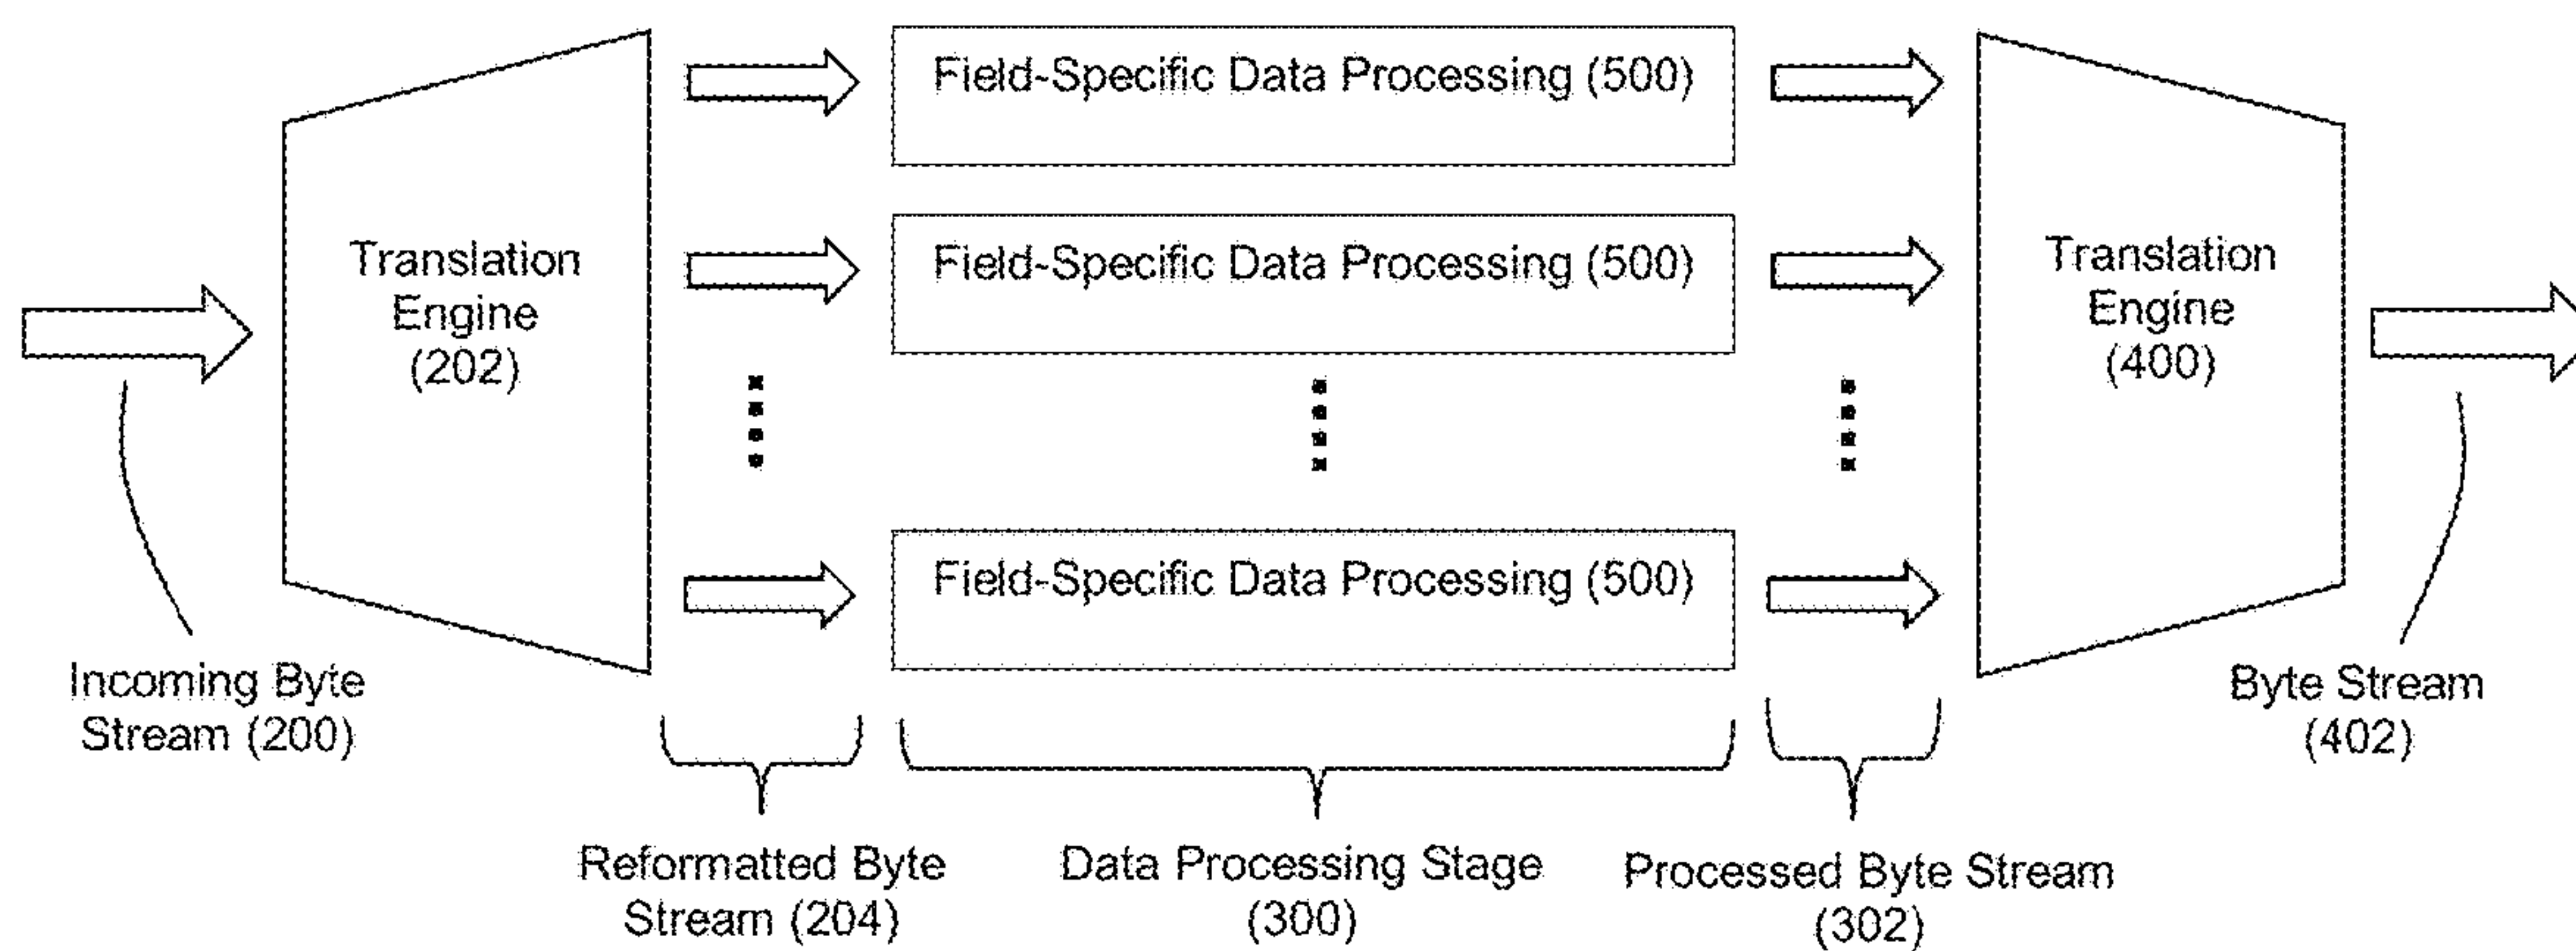 Field-Specific Data Processing (500)
Translation
Engine
(202)
Field-Specific Data Processing (500)
Translation
Engine
(400)
Field-Specific Data Processing (500)
Incoming Byte
Stream (200)
Byte Stream
(402)
Reformatted Byte
Stream (204)
Data Processing Stage
(300)
Processed Byte Stream
(302)